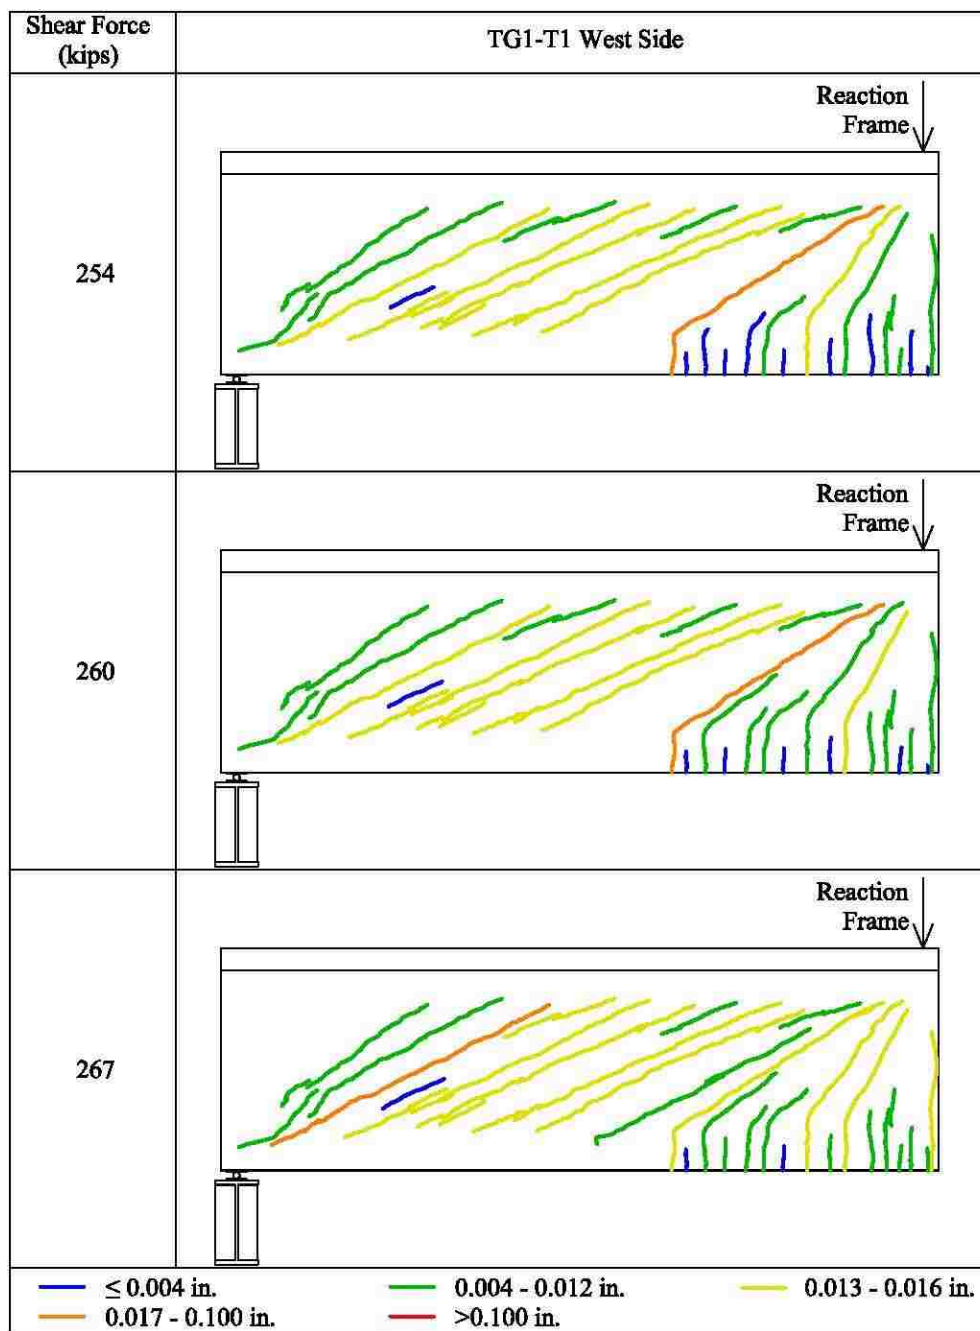 Shear Force
(kips)
TG1-T1 West Side
254
Reaction
Frame
260
Reaction
Frame
267
Reaction
Frame
≤ 0.004 in.
0.004 - 0.012 in.
0.013 - 0.016 in.
0.017 - 0.100 in.
>0.100 in.